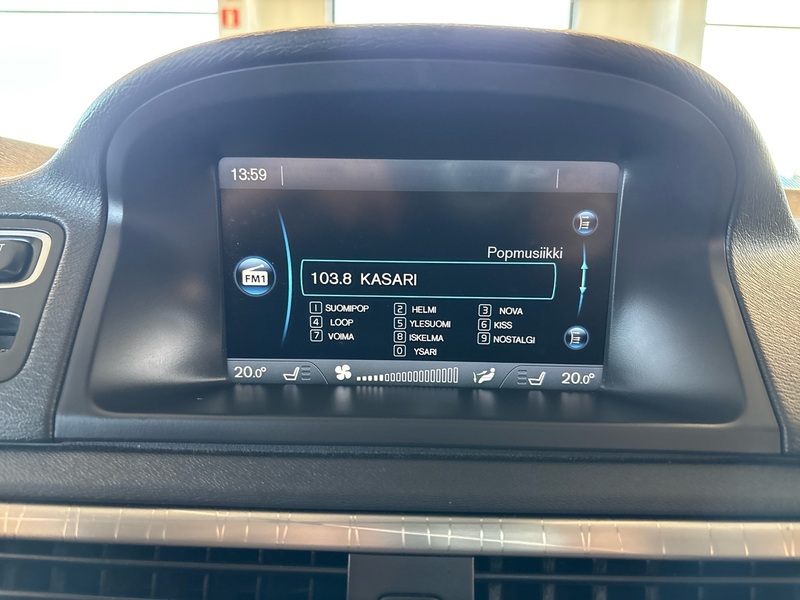 13:59
Popmusiikki
FM1
103.8 KASARI
1 SUOMIPOP 2 HELMI 3 NOVA
4 LOOP 5 YLESUOMI 6 KISS
7 VOIMA 8 ISKELMA 9 NOSTALGI
0 YSARI
20.0° 20.0°